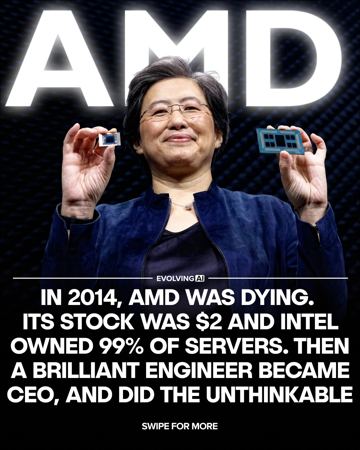 AMD
EVOLVING AI
IN 2014, AMD WAS DYING.
ITS STOCK WAS $2 AND INTEL
OWNED 99% OF SERVERS. THEN
A BRILLIANT ENGINEER BECAME
CEO, AND DID THE UNTHINKABLE
SWIPE FOR MORE